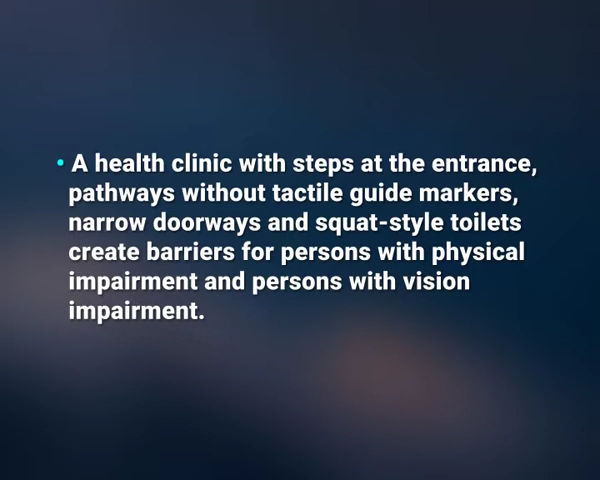 • A health clinic with steps at the entrance,
pathways without tactile guide markers,
narrow doorways and squat-style toilets
create barriers for persons with physical
impairment and persons with vision
impairment.